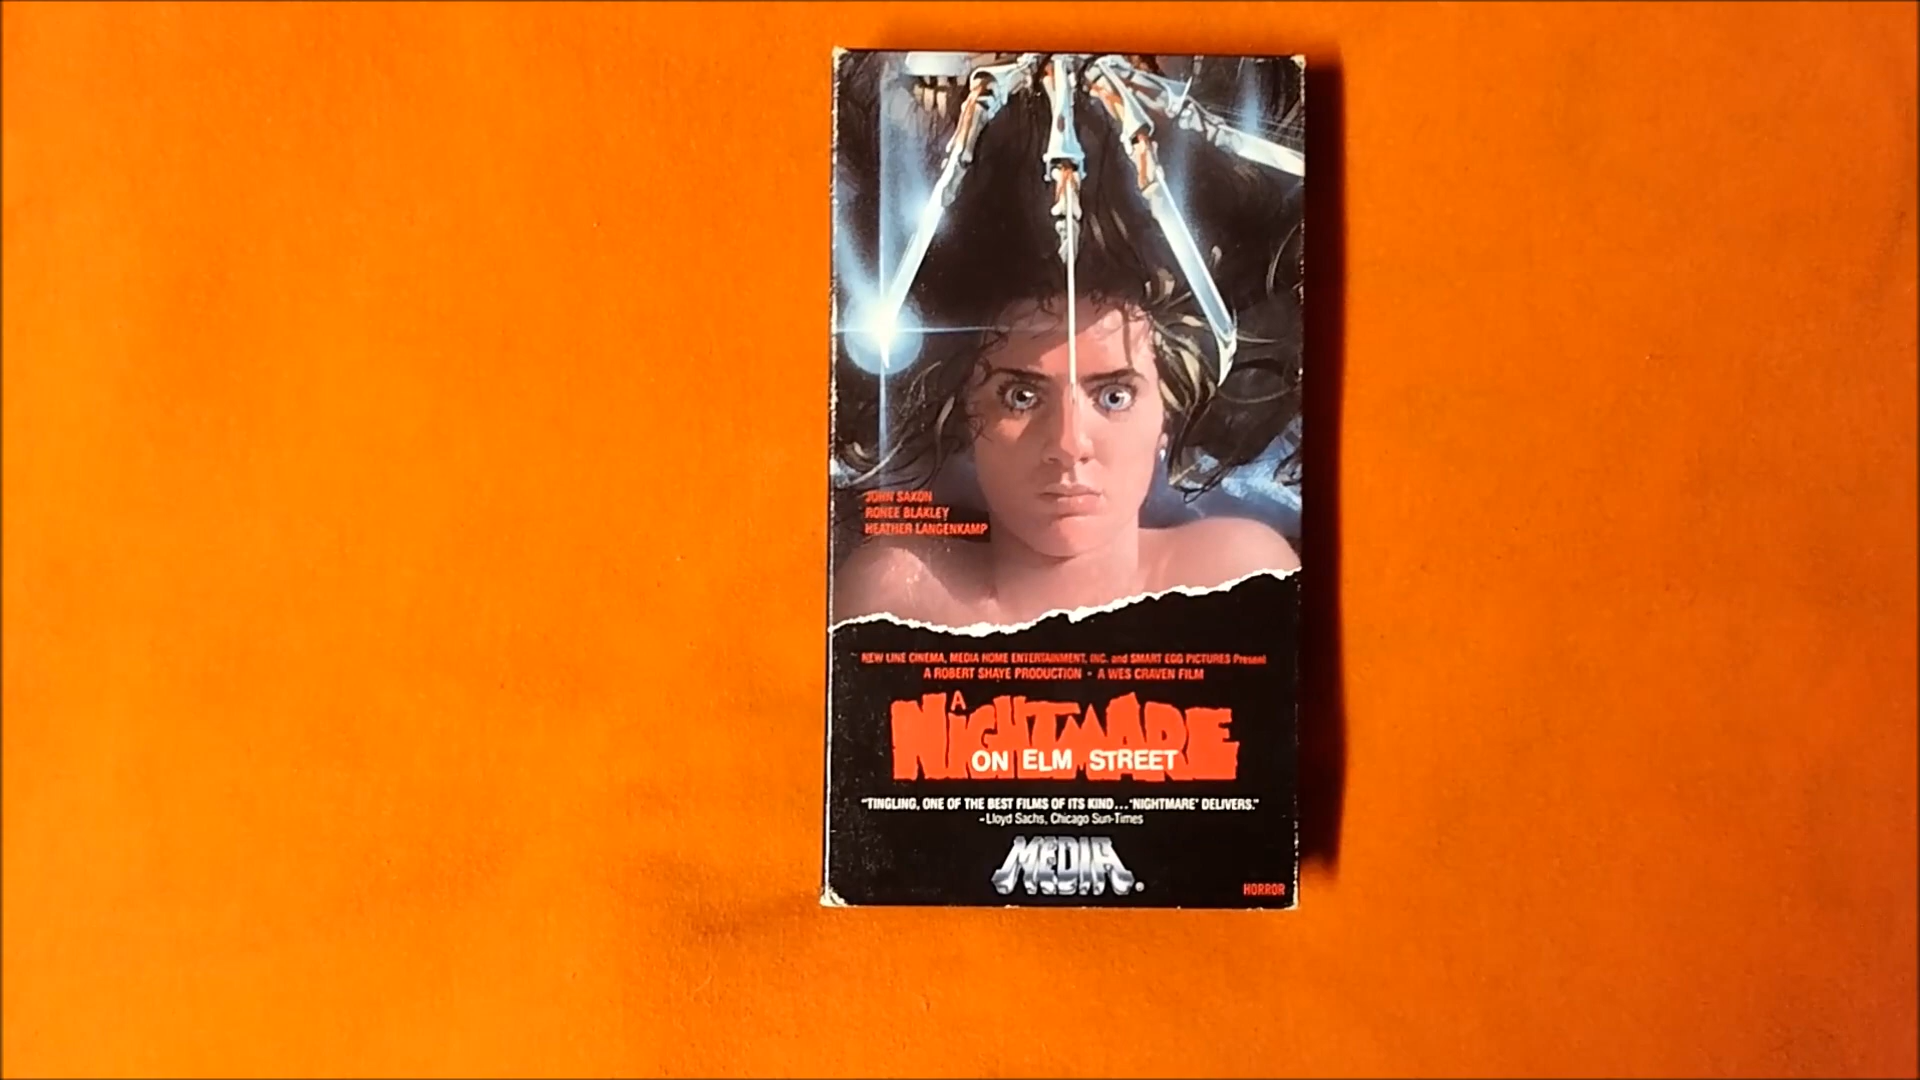 JOHN SAXON
RONEE BLAKLEY
HEATHER LANGENKAMP
NEW LINE CINEMA, MEDIA HOME ENTERTAINMENT, INC. and SMART EGG PICTURES Present
A ROBERT SHAYE PRODUCTION • A WES CRAVEN FILM
A
NIGHTMARE
ON ELM STREET
"TINGLING, ONE OF THE BEST FILMS OF ITS KIND...'NIGHTMARE' DELIVERS."
-Lloyd Sachs, Chicago Sun-Times
MEDIA
HORROR